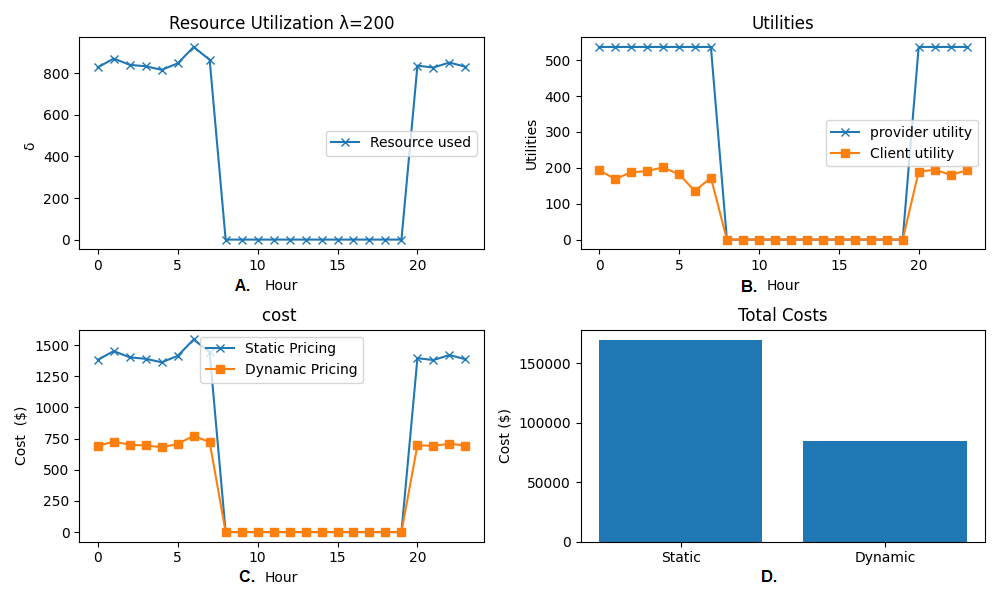 Resource Utilization λ=200
δ
800
600
400
200
0
Resource used
0 5 10 15 20
A. Hour
Utilities
Utilities
500
400
300
200
100
0
provider utility
Client utility
0 5 10 15 20
B. Hour
cost
Cost ($)
1500
1250
1000
750
500
250
0
Static Pricing
Dynamic Pricing
0 5 10 15 20
C. Hour
Total Costs
Cost ($)
150000
100000
50000
0
Static Dynamic
D.